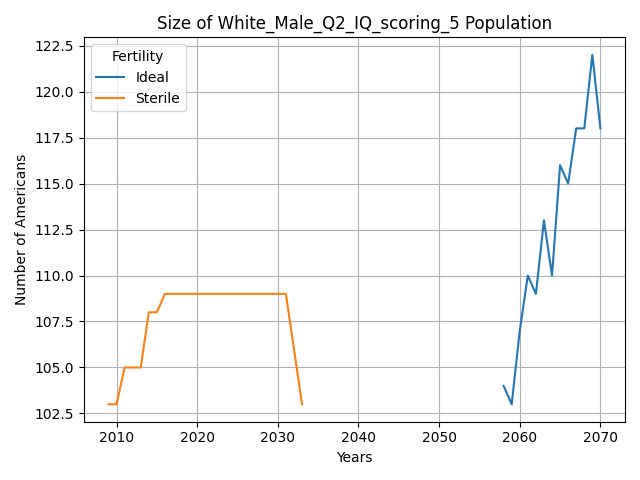 Size of White_Male_Q2_IQ_scoring_5 Population
Fertility
Ideal
Sterile
Number of Americans
122.5
120.0
117.5
115.0
112.5
110.0
107.5
105.0
102.5
2010 2020 2030 2040 2050 2060 2070
Years